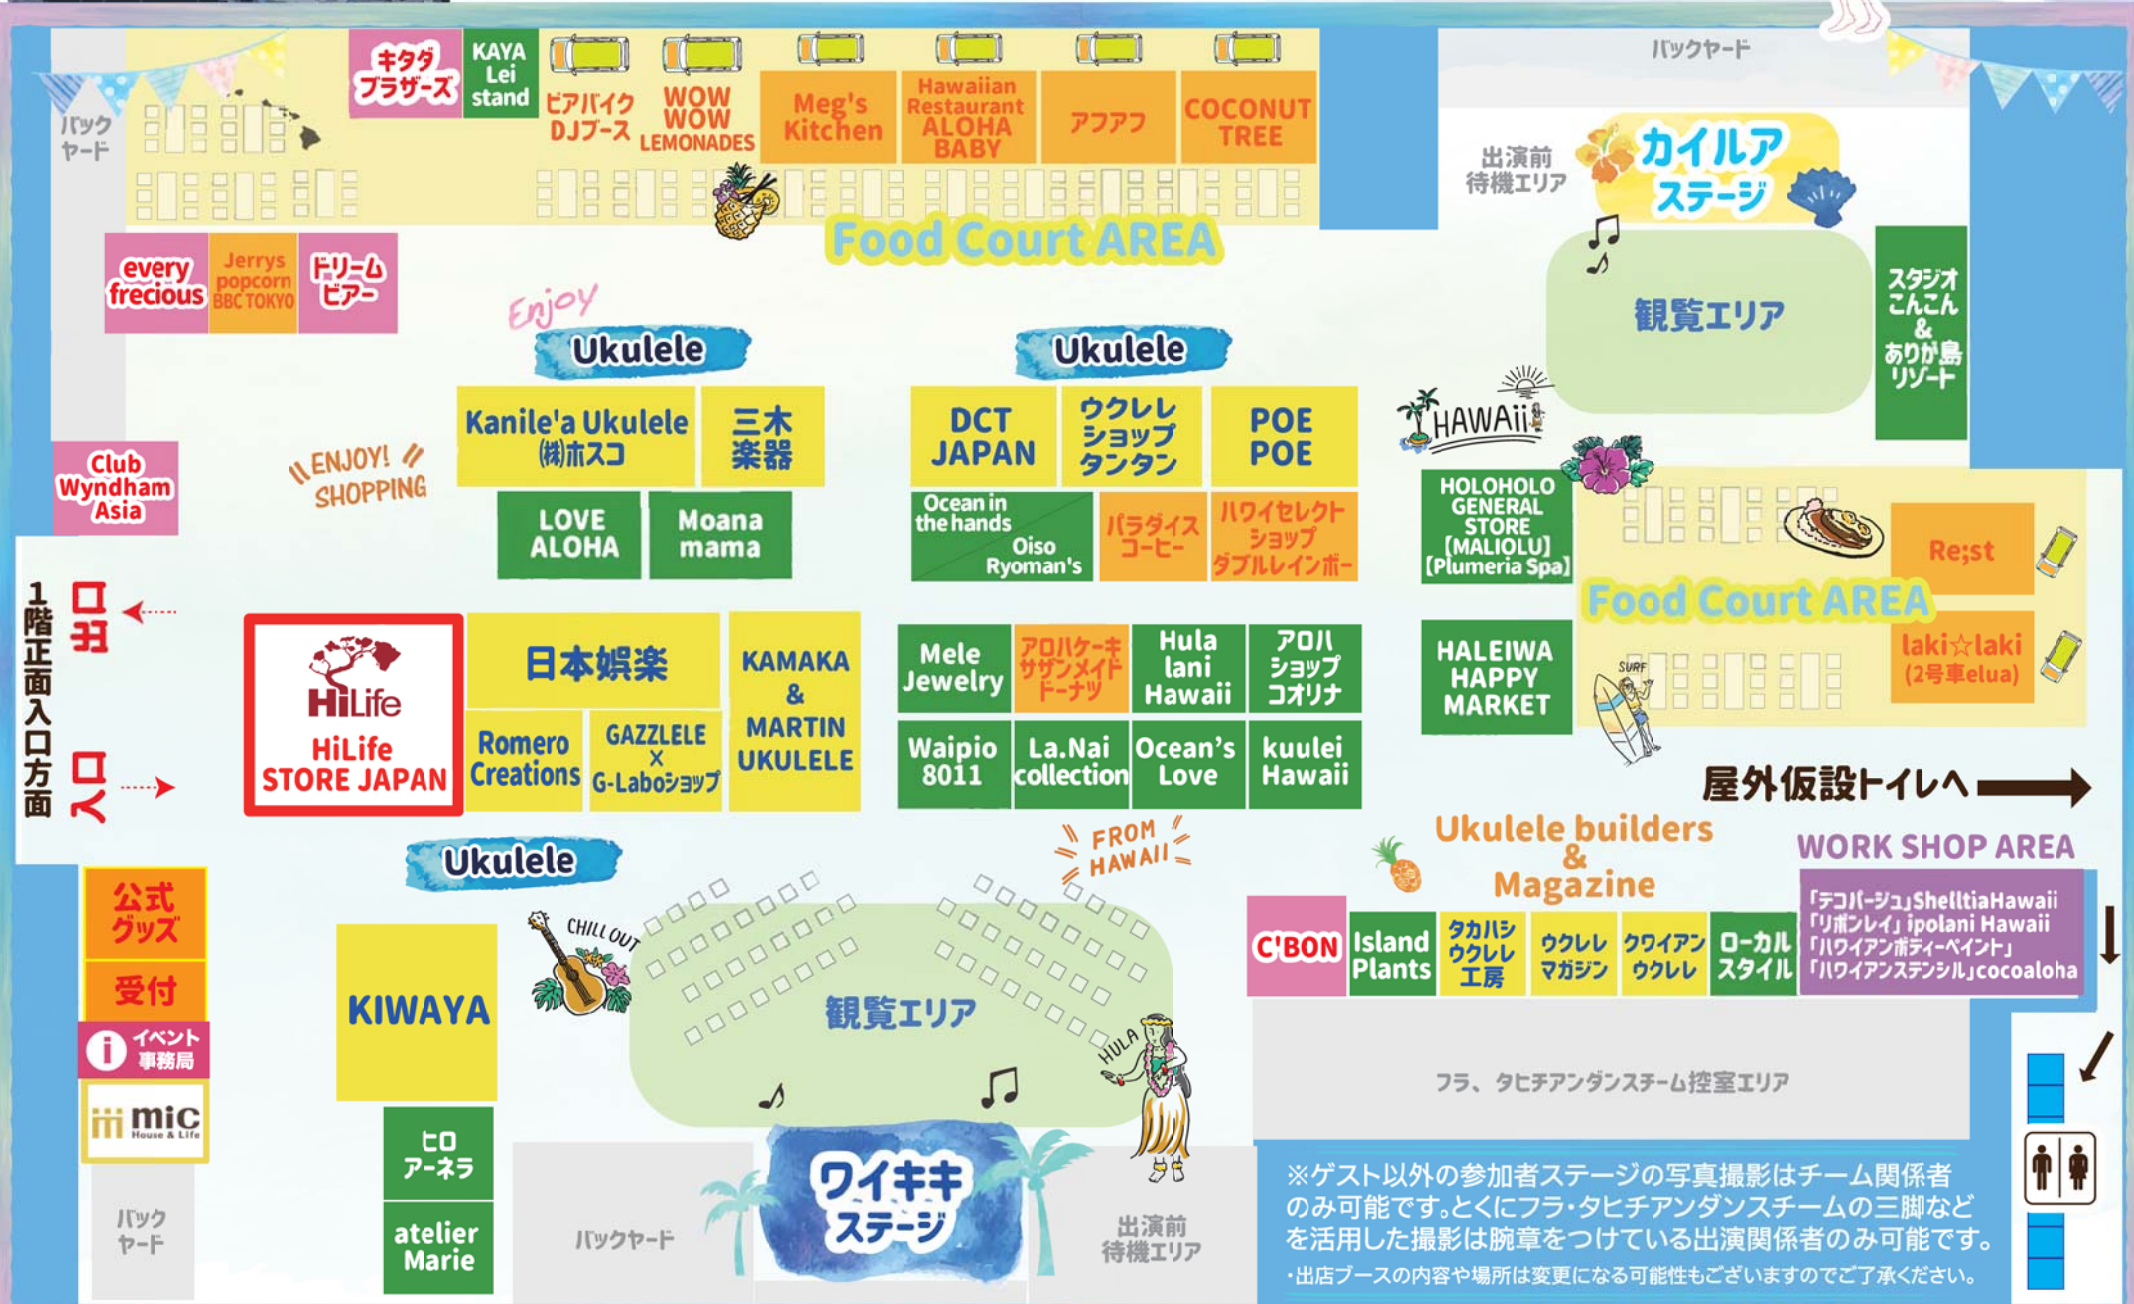 バック
ヤード
キタダ
ブラザーズ
KAYA
Lei
stand
ビアバイク
DJブース
WOW
WOW
LEMONADES
Meg's
Kitchen
Hawaiian
Restaurant
ALOHA
BABY
アフアフ
COCONUT
TREE
バックヤード
出演前
待機エリア
カイルア
ステージ
Food Court AREA
every
frecious
Jerrys
popcorn
BBC TOKYO
ドリーム
ビアー
観覧エリア
スタジオ
こんこん
&
ありが島
リゾート
Enjoy
Ukulele
Ukulele
Kanile'a Ukulele
㈱ホスコ
三木
楽器
DCT
JAPAN
ウクレレ
ショップ
タンタン
POE
POE
HAWAii
Club
Wyndham
Asia
ENJOY!
SHOPPING
LOVE
ALOHA
Moana
mama
Ocean in
the hands
Oiso
Ryoman's
パラダイス
コーヒー
ハワイセレクト
ショップ
ダブルレインボー
HOLOHOLO
GENERAL
STORE
【MALIOLU】
【Plumeria Spa】
Re;st
Food Court AREA
laki☆laki
(2号車elua)
SURF
1階正面入口方面
出口
入口
HiLife
HiLife
STORE JAPAN
日本娯楽
Romero
Creations
GAZZLELE
×
G-Laboショップ
KAMAKA
&
MARTIN
UKULELE
Mele
Jewelry
アロハケーキ
サザンメイド
ドーナツ
Hula
lani
Hawaii
アロハ
ショップ
コオリナ
Waipio
8011
La.Nai
collection
Ocean's
Love
kuulei
Hawaii
HALEIWA
HAPPY
MARKET
屋外仮設トイレへ
FROM
HAWAII
Ukulele
Ukulele builders
&
Magazine
WORK SHOP AREA
公式
グッズ
受付
i イベント
事務局
mic
House & Life
バック
ヤード
KIWAYA
CHILL OUT
観覧エリア
HULA
C'BON
Island
Plants
タカハシ
ウクレレ
工房
ウクレレ
マガジン
クワイアン
ウクレレ
ローカル
スタイル
「デコパージュ」ShelltiaHawaii
「リボンレイ」ipolani Hawaii
「ハワイアンボディーペイント」
「ハワイアンステンシル」cocoaloha
フラ、タヒチアンダンスチーム控室エリア
ヒロ
アーネラ
atelier
Marie
バックヤード
ワイキキ
ステージ
出演前
待機エリア
※ゲスト以外の参加者ステージの写真撮影はチーム関係者
のみ可能です。とくにフラ・タヒチアンダンスチームの三脚など
を活用した撮影は腕章をつけている出演関係者のみ可能です。
・出店ブースの内容や場所は変更になる可能性もございますのでご了承ください。